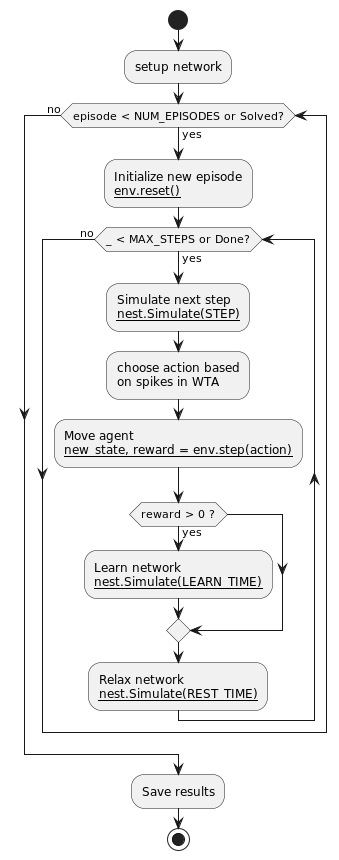 setup network
no
episode < NUM_EPISODES or Solved?
yes
Initialize new episode
env.reset()
no
_ < MAX_STEPS or Done?
yes
Simulate next step
nest.Simulate(STEP)
choose action based
on spikes in WTA
Move agent
new_state, reward = env.step(action)
reward > 0 ?
yes
Learn network
nest.Simulate(LEARN_TIME)
Relax network
nest.Simulate(REST_TIME)
Save results